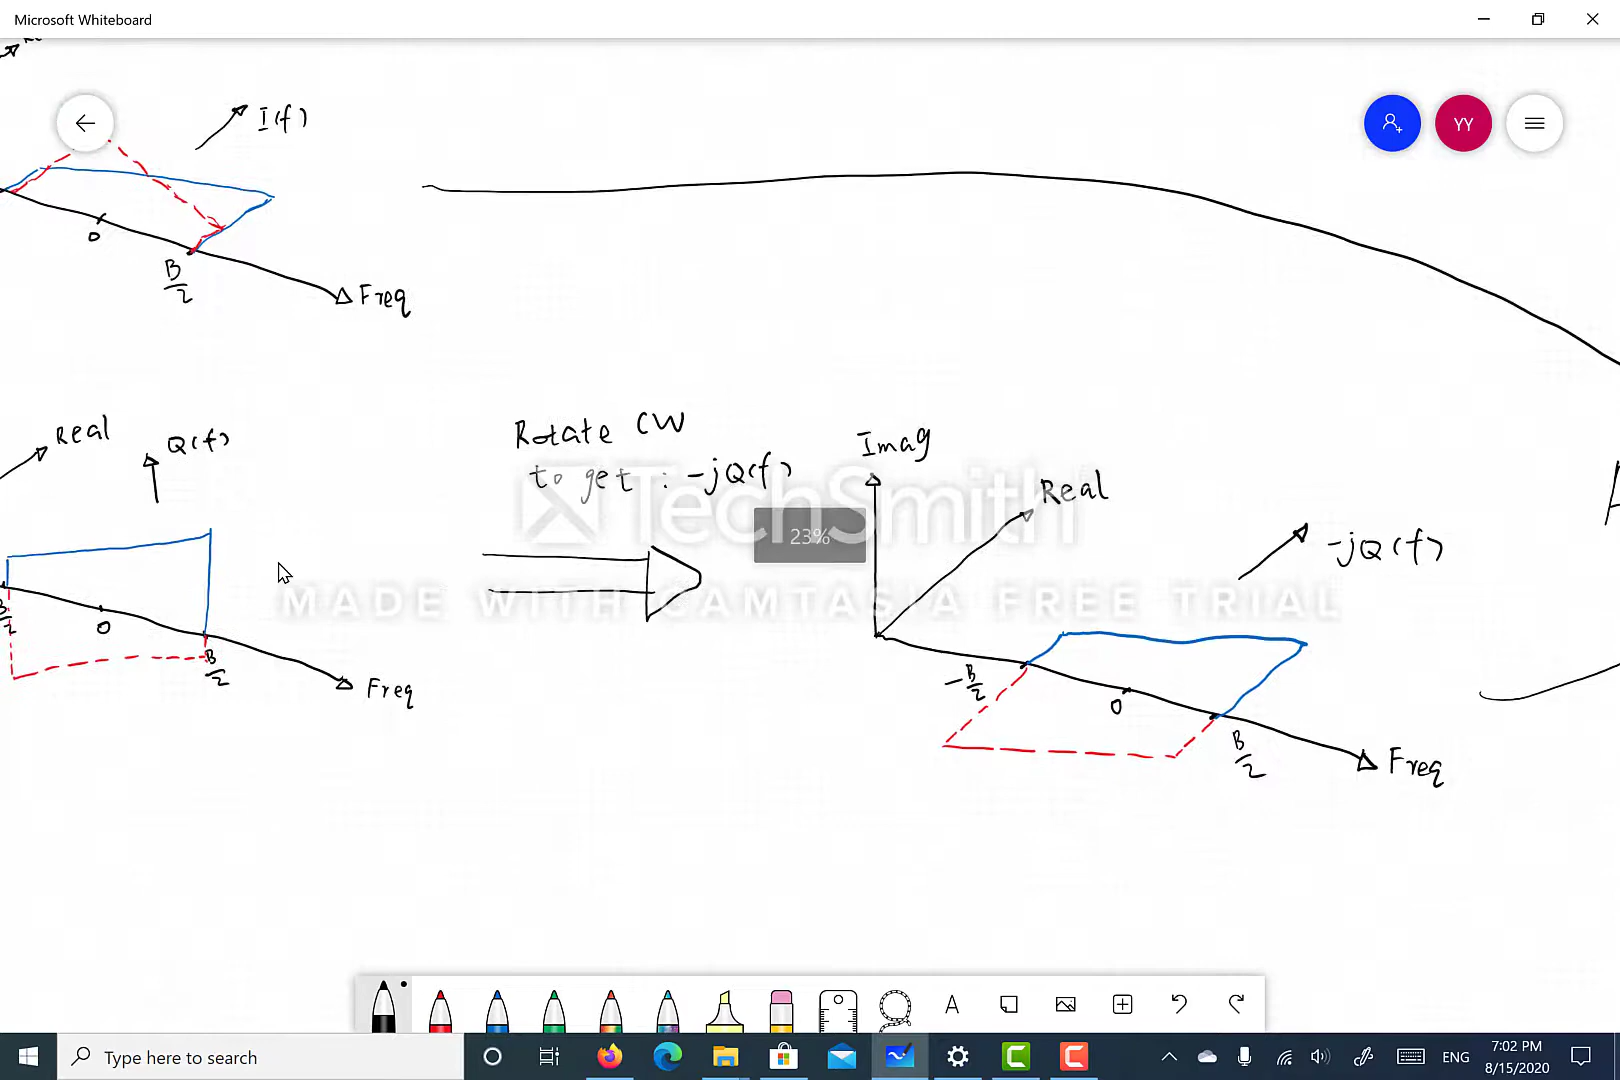 Microsoft Whiteboard
I(f)
YY
0
B/2
Freq
Real
Q(f)
Rotate CW
to get : -jQ(f)
Imag
Real
TechSmith
23%
-jQ(f)
MADE WITH CAMTASIA FREE TRIAL
0
B/2
Freq
-B/2
0
B/2
Freq
A
Type here to search
ENG
7:02 PM
8/15/2020